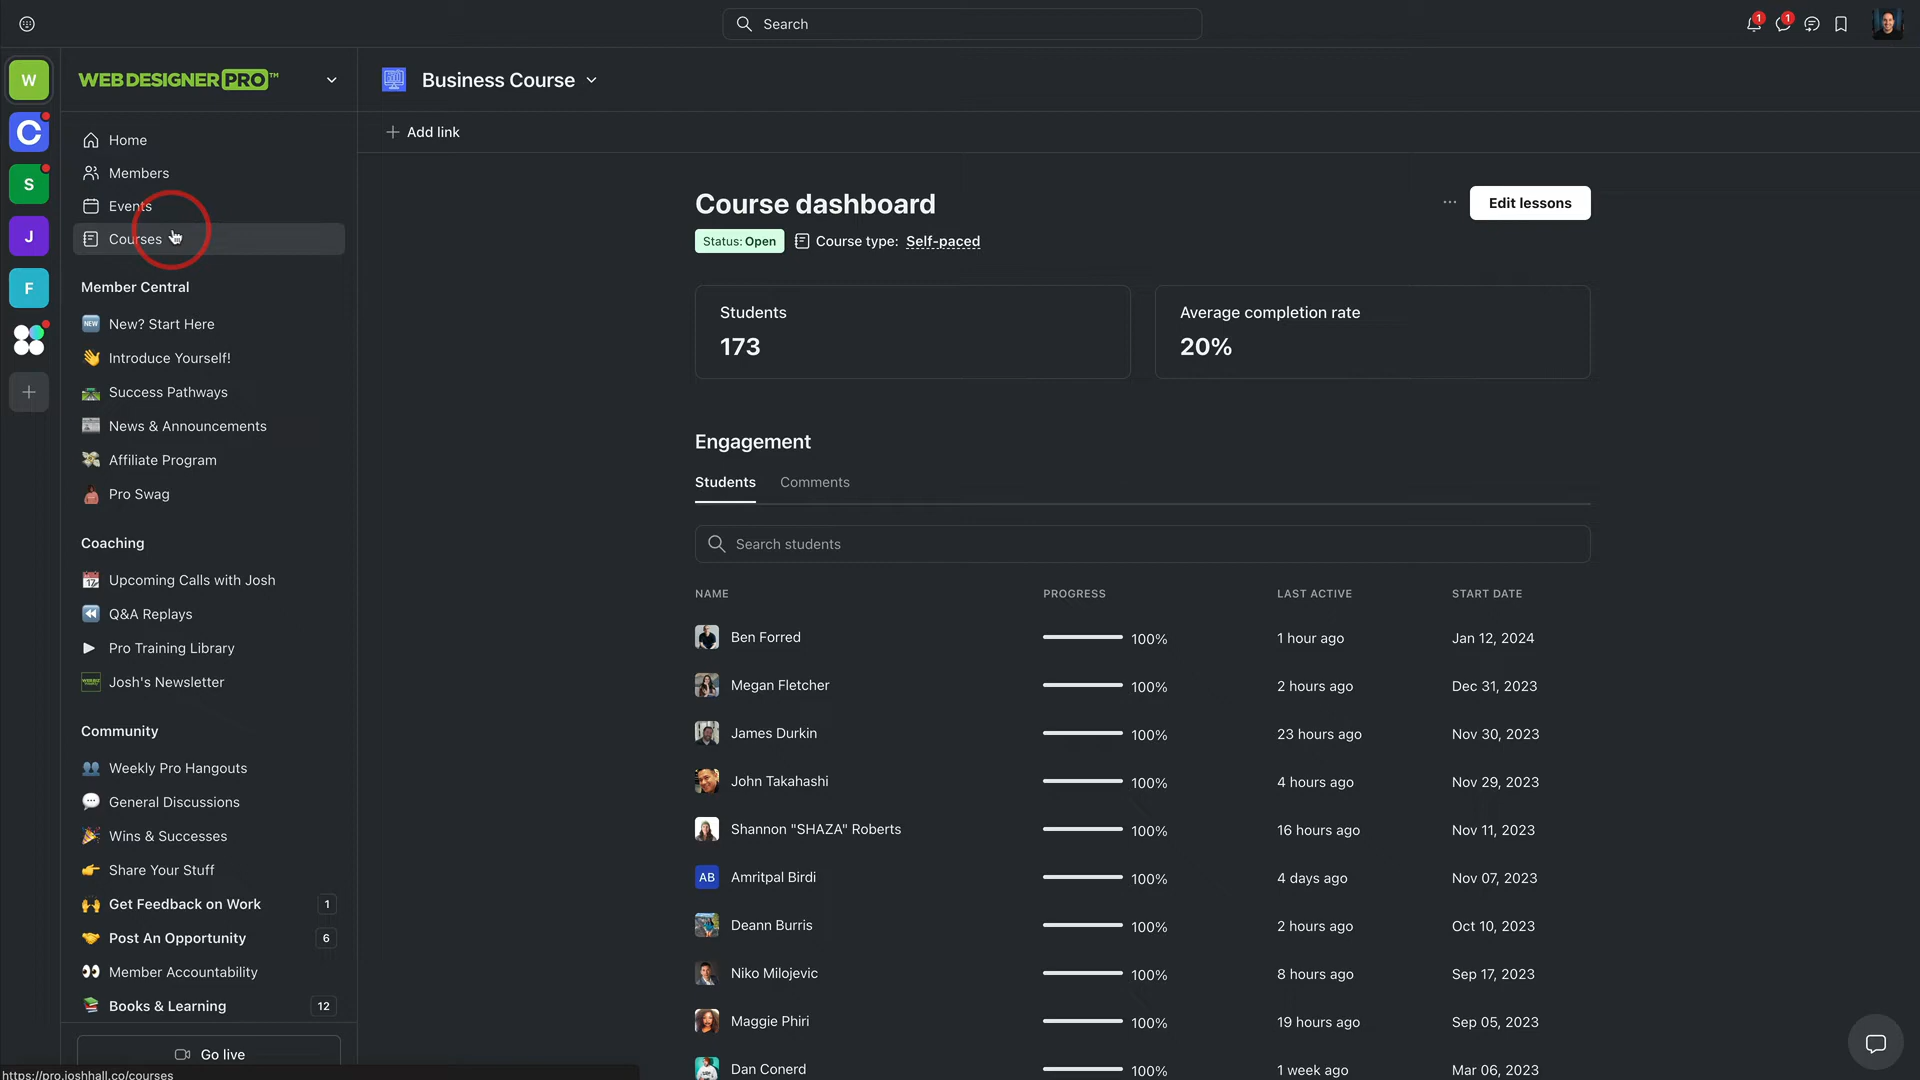 Search
1
1
W
WEB DESIGNER PRO™
Business Course
Add link
Home
Members
Events
Courses
Member Central
NEW New? Start Here
Introduce Yourself!
Success Pathways
News & Announcements
Affiliate Program
Pro Swag
Coaching
17 Upcoming Calls with Josh
Q&A Replays
Pro Training Library
Josh's Newsletter
Community
Weekly Pro Hangouts
General Discussions
Wins & Successes
Share Your Stuff
Get Feedback on Work 1
Post An Opportunity 6
Member Accountability
Books & Learning 12
Go live
https://pro.joshhall.co/courses
C
S
J
F
Course dashboard
Edit lessons
Status: Open Course type: Self-paced
Students
173
Average completion rate
20%
Engagement
Students Comments
Search students
NAME PROGRESS LAST ACTIVE START DATE
Ben Forred 100% 1 hour ago Jan 12, 2024
Megan Fletcher 100% 2 hours ago Dec 31, 2023
James Durkin 100% 23 hours ago Nov 30, 2023
John Takahashi 100% 4 hours ago Nov 29, 2023
Shannon "SHAZA" Roberts 100% 16 hours ago Nov 11, 2023
AB Amritpal Birdi 100% 4 days ago Nov 07, 2023
Deann Burris 100% 2 hours ago Oct 10, 2023
Niko Milojevic 100% 8 hours ago Sep 17, 2023
Maggie Phiri 100% 19 hours ago Sep 05, 2023
Dan Conerd 100% 1 week ago Mar 06, 2023